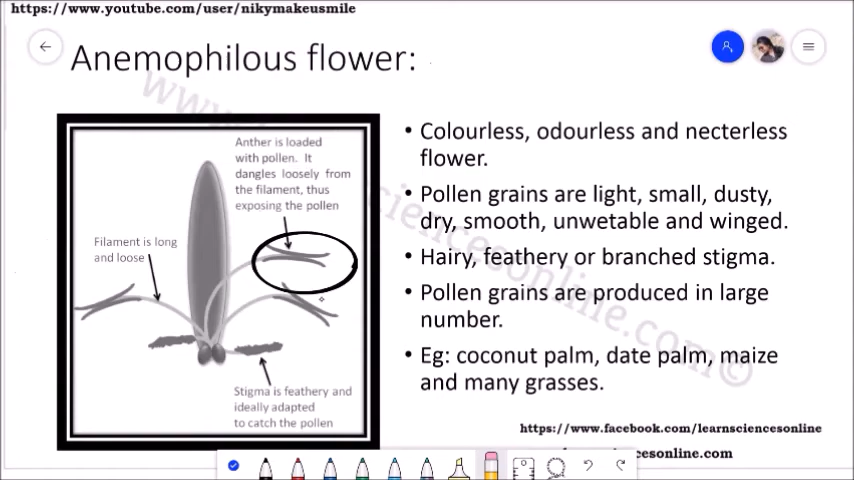 https://www.youtube.com/user/nikymakeusmile
Anemophilous flower:
Anther is loaded
with pollen. It
dangles loosely from
the filament, thus
exposing the pollen
Filament is long
and loose
Stigma is feathery and
ideally adapted
to catch the pollen
• Colourless, odourless and necterless
flower.
• Pollen grains are light, small, dusty,
dry, smooth, unwetable and winged.
• Hairy, feathery or branched stigma.
• Pollen grains are produced in large
number.
• Eg: coconut palm, date palm, maize
and many grasses.
https://www.facebook.com/learnsciencesonline